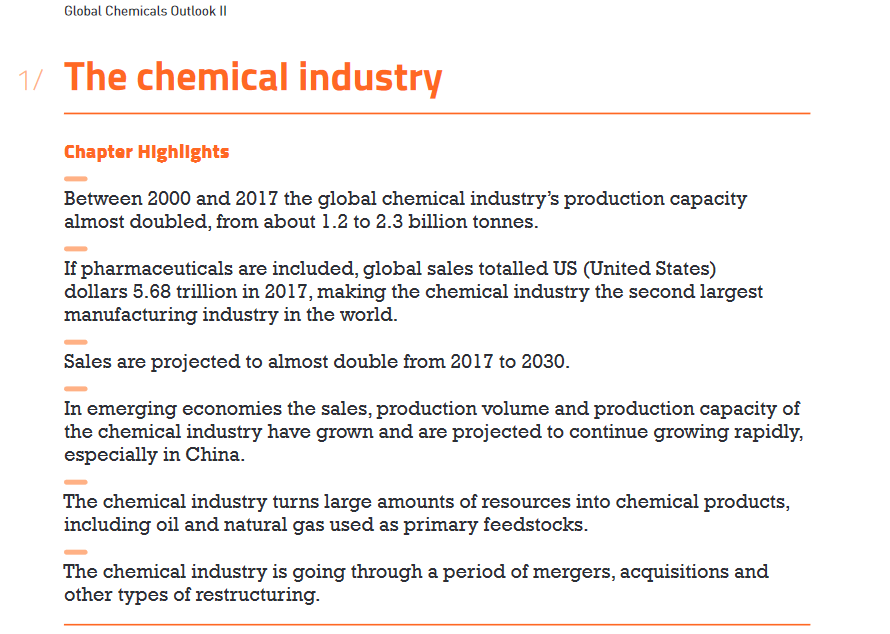 Global Chemicals Outlook II
1/ The chemical industry
Chapter Highlights
Between 2000 and 2017 the global chemical industry’s production capacity
almost doubled, from about 1.2 to 2.3 billion tonnes.
If pharmaceuticals are included, global sales totalled US (United States)
dollars 5.68 trillion in 2017, making the chemical industry the second largest
manufacturing industry in the world.
Sales are projected to almost double from 2017 to 2030.
In emerging economies the sales, production volume and production capacity of
the chemical industry have grown and are projected to continue growing rapidly,
especially in China.
The chemical industry turns large amounts of resources into chemical products,
including oil and natural gas used as primary feedstocks.
The chemical industry is going through a period of mergers, acquisitions and
other types of restructuring.